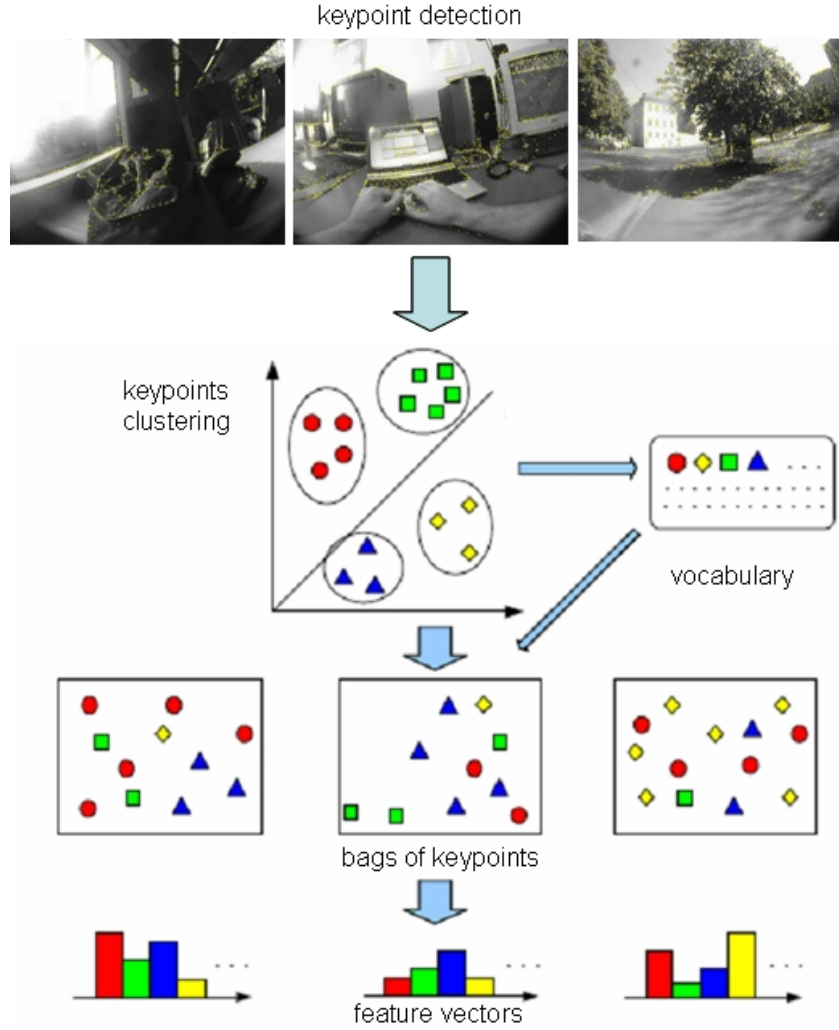 keypoint detection
keypoints
clustering
vocabulary
bags of keypoints
feature vectors